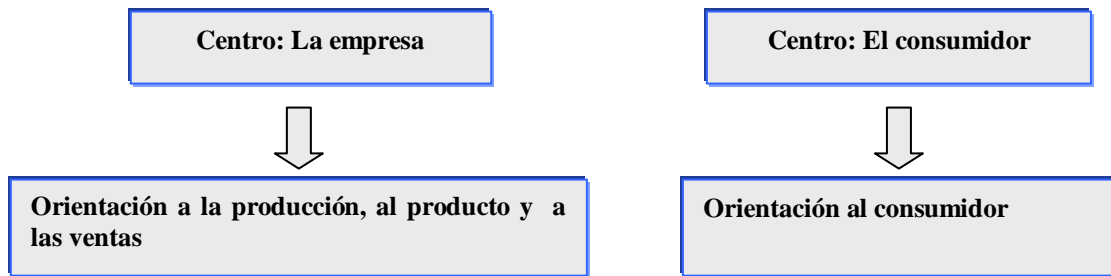 Centro: La empresa
Centro: El consumidor
Orientación a la producción, al producto y a
las ventas
Orientación al consumidor